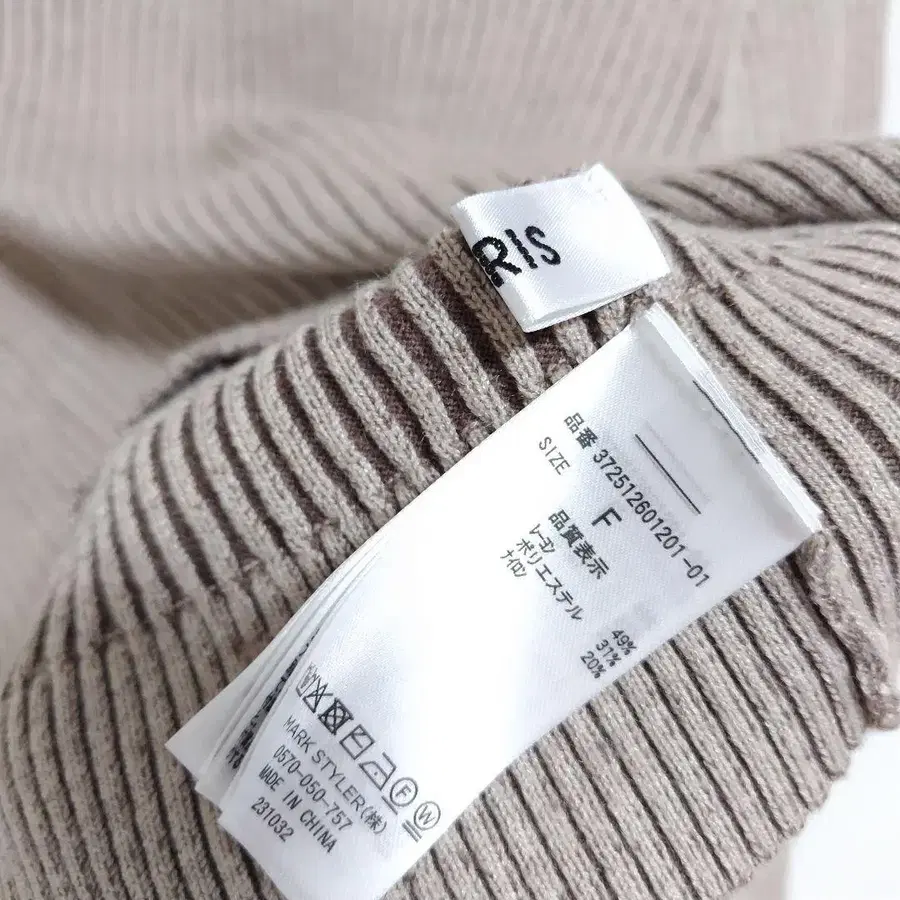 RIS
品番 372512601201-01
SIZE F
品質表示
レーヨン 49%
ポリエステル 31%
ナイロン 20%
MARK STYLER(株)
0570-050-757
MADE IN CHINA
231032